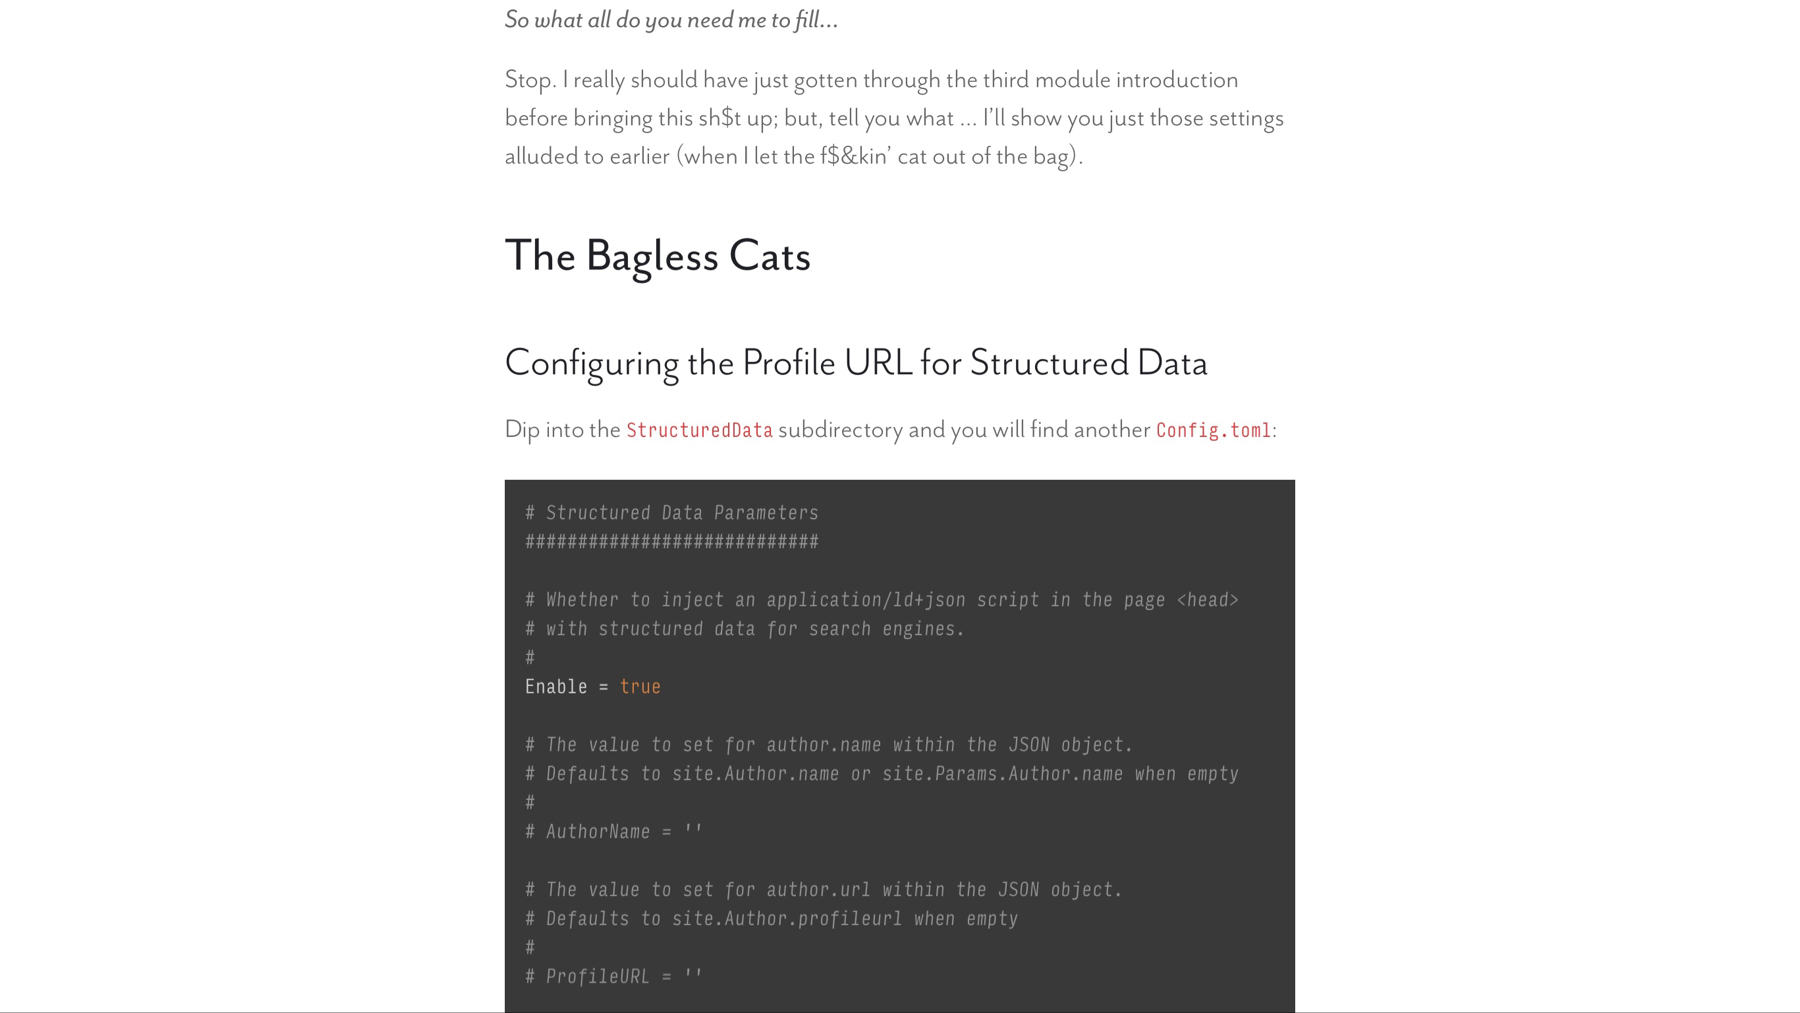 So what all do you need me to fill…
Stop. I really should have just gotten through the third module introduction
before bringing this sh$t up; but, tell you what … I’ll show you just those settings
alluded to earlier (when I let the f$&kin’ cat out of the bag).
The Bagless Cats
Configuring the Profile URL for Structured Data
Dip into the StructuredData subdirectory and you will find another Config.toml:
# Structured Data Parameters
############################
# Whether to inject an application/ld+json script in the page <head>
# with structured data for search engines.
#
Enable = true
# The value to set for author.name within the JSON object.
# Defaults to site.Author.name or site.Params.Author.name when empty
#
# AuthorName = ''
# The value to set for author.url within the JSON object.
# Defaults to site.Author.profileurl when empty
#
# ProfileURL = ''